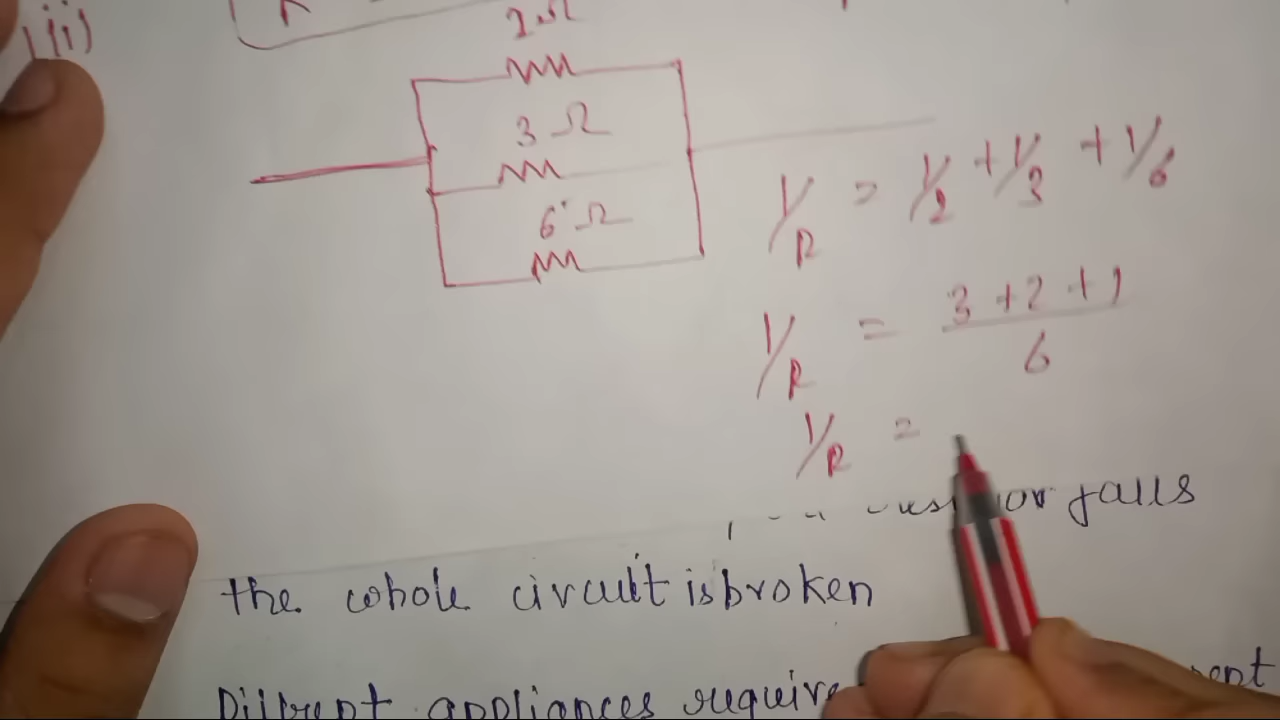 (ii)
2Ω
3 Ω
6 Ω
1/R = 1/2 + 1/3 + 1/6
1/R = 3 + 2 + 1 / 6
1/R =
or fails
the whole circuit is broken
appliances require